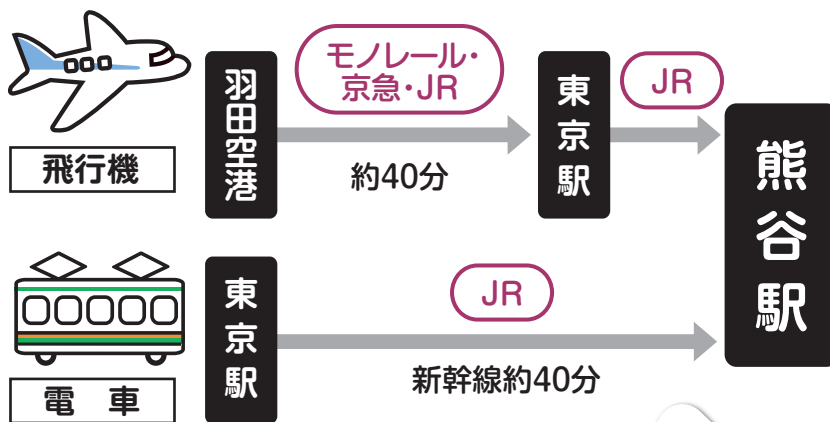 飛行機
羽田空港
モノレール・
京急・JR
約40分
東京駅
JR
熊谷駅
電車
東京駅
JR
新幹線約40分